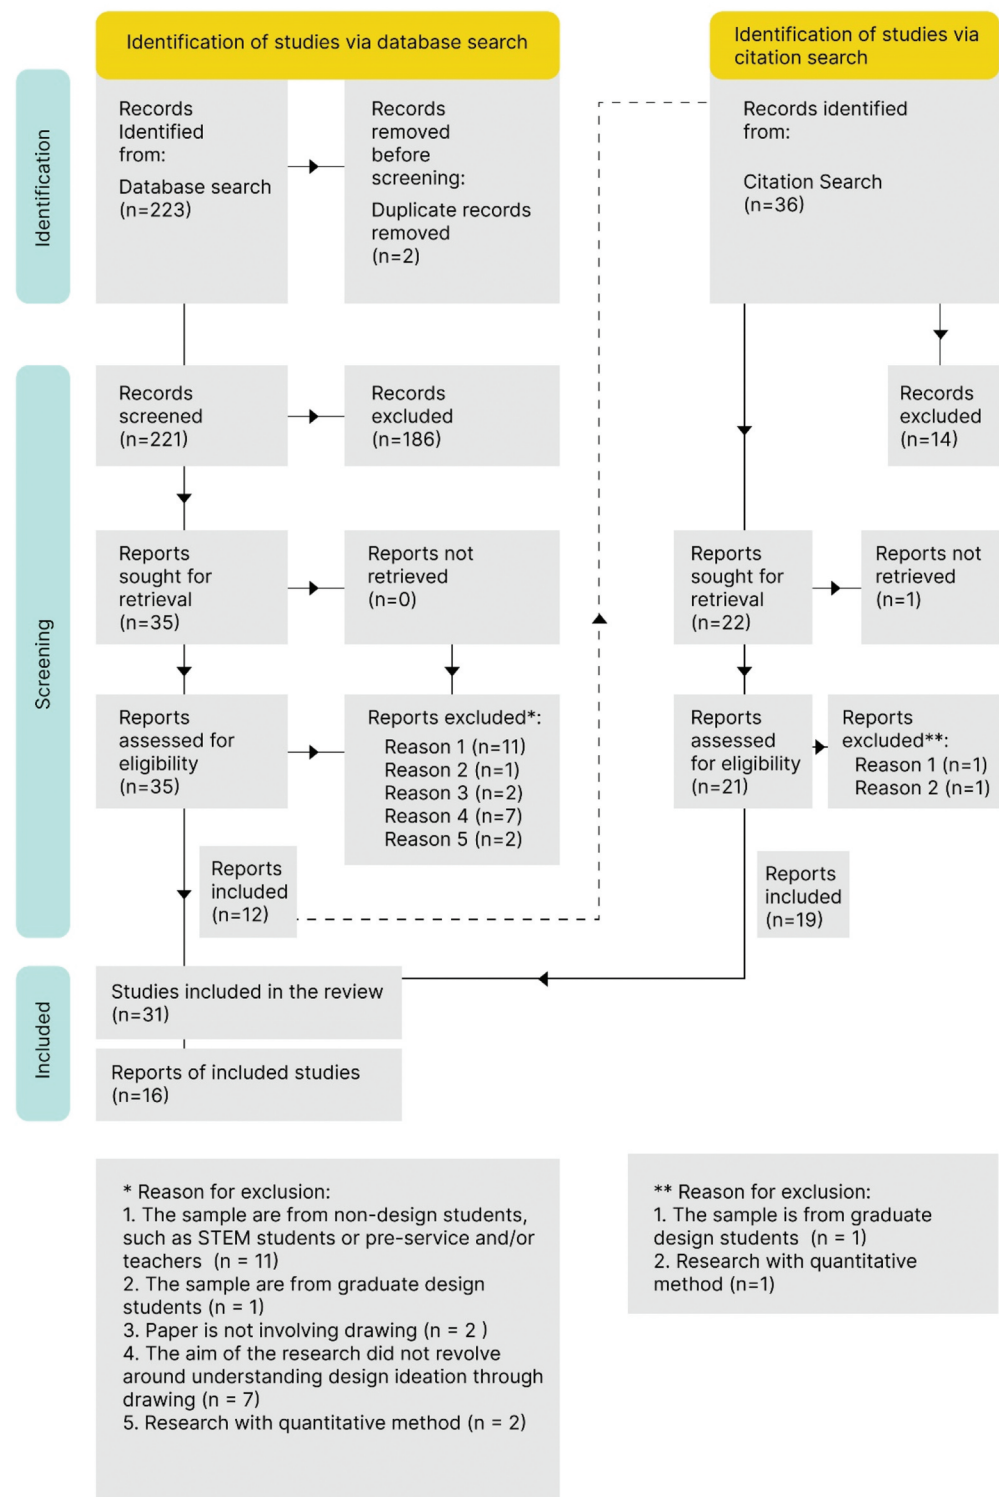 Identification of studies via database search
Identification of studies via
citation search
Identification
Records
Identified
from:
Database search
(n=223)
Records
removed
before
screening:
Duplicate records
removed
(n=2)
Records identified
from:
Citation Search
(n=36)
Screening
Records
screened
(n=221)
Records
excluded
(n=186)
Records
excluded
(n=14)
Reports
sought for
retrieval
(n=35)
Reports not
retrieved
(n=0)
Reports
sought for
retrieval
(n=22)
Reports not
retrieved
(n=1)
Reports
assessed for
eligibility
(n=35)
Reports excluded*:
Reason 1 (n=11)
Reason 2 (n=1)
Reason 3 (n=2)
Reason 4 (n=7)
Reason 5 (n=2)
Reports
assessed
for eligibility
(n=21)
Reports
excluded**:
Reason 1 (n=1)
Reason 2 (n=1)
Reports
included
(n=12)
Reports
included
(n=19)
Included
Studies included in the review
(n=31)
Reports of included studies
(n=16)
* Reason for exclusion:
1. The sample are from non-design students,
such as STEM students or pre-service and/or
teachers (n = 11)
2. The sample are from graduate design
students (n = 1)
3. Paper is not involving drawing (n = 2 )
4. The aim of the research did not revolve
around understanding design ideation through
drawing (n = 7)
5. Research with quantitative method (n = 2)
** Reason for exclusion:
1. The sample is from graduate
design students (n = 1)
2. Research with quantitative
method (n=1)